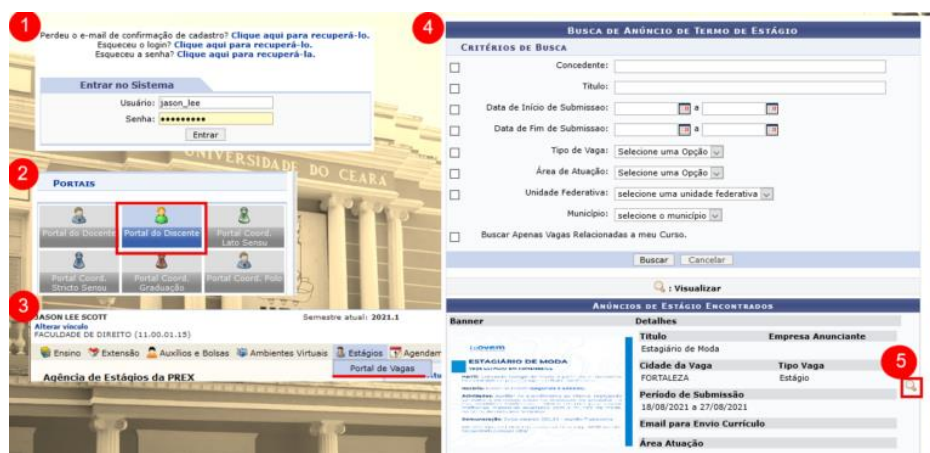 1
Perdeu o e-mail de confirmação de cadastro? Clique aqui para recuperá-lo.
Esqueceu o login? Clique aqui para recuperá-lo.
Esqueceu a senha? Clique aqui para recuperá-la.
Entrar no Sistema
Usuário: jason_lee
Senha:
Entrar
UNIVERSIDADE DO CEARA
2
PORTAIS
Portal do Docente Portal do Discente Portal Coord. Lato Sensu
Portal Coord. Stricto Sensu Portal Coord. Graduação Portal Coord. Polo
3
JASON LEE SCOTT Semestre atual: 2021.1
Alterar vínculo
FACULDADE DE DIREITO (11.00.01.15)
Ensino Extensão Auxílios e Bolsas Ambientes Virtuais Estágios Agendam
Portal de Vagas
Agência de Estágios da PREX
4
BUSCA DE ANÚNCIO DE TERMO DE ESTÁGIO
CRITÉRIOS DE BUSCA
Concedente:
Titulo:
Data de Início de Submissao: a
Data de Fim de Submissao: a
Tipo de Vaga: Selecione uma Opção
Área de Atuação: Selecione uma Opção
Unidade Federativa: selecione uma unidade federativa
Município: selecione o município
Buscar Apenas Vagas Relacionadas a meu Curso.
Buscar Cancelar
: Visualizar
ANÚNCIOS DE ESTÁGIO ENCONTRADOS
Banner Detalhes
Titulo Empresa Anunciante
Estagiário de Moda
Cidade da Vaga Tipo Vaga
FORTALEZA Estágio
Período de Submissão
18/08/2021 a 27/08/2021
Email para Envio Currículo
Área Atuação
ESTAGIÁRIO DE MODA
5